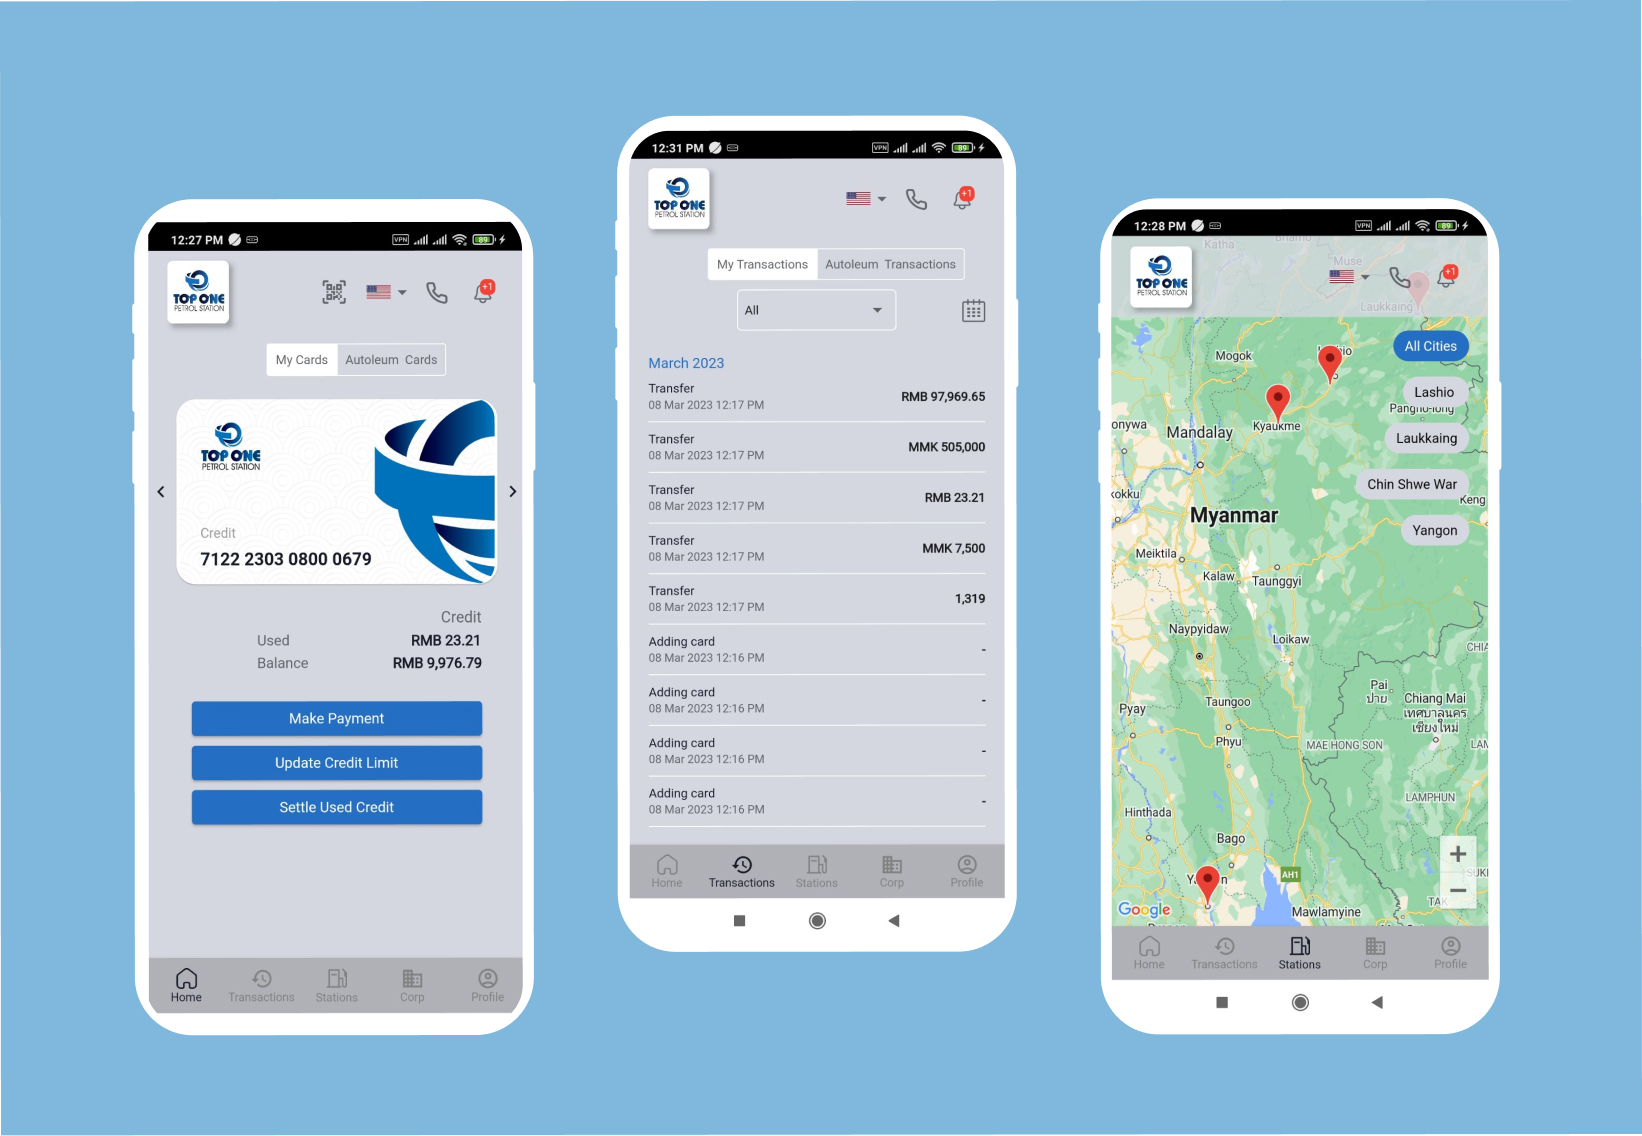 12:27 PM
VPN
89
TOP ONE
PETROL STATION
+1
My Cards
Autoleum Cards
TOP ONE
PETROL STATION
Credit
7122 2303 0800 0679
Credit
Used RMB 23.21
Balance RMB 9,976.79
Make Payment
Update Credit Limit
Settle Used Credit
Home Transactions Stations Corp Profile
12:31 PM
VPN
89
TOP ONE
PETROL STATION
+1
My Transactions
Autoleum Transactions
All
March 2023
Transfer
08 Mar 2023 12:17 PM
RMB 97,969.65
Transfer
08 Mar 2023 12:17 PM
MMK 505,000
Transfer
08 Mar 2023 12:17 PM
RMB 23.21
Transfer
08 Mar 2023 12:17 PM
MMK 7,500
Transfer
08 Mar 2023 12:17 PM
1,319
Adding card
08 Mar 2023 12:16 PM
-
Adding card
08 Mar 2023 12:16 PM
-
Adding card
08 Mar 2023 12:16 PM
-
Adding card
08 Mar 2023 12:16 PM
-
Home Transactions Stations Corp Profile
12:28 PM
VPN
89
Katha
Muse
TOP ONE
PETROL STATION
+1
Laukkaing
All Cities
Mogok
Lashio
Laukkaing
Chin Shwe War
Yangon
onywa
Mandalay
Kyaukme
kokku
Keng
Myanmar
Meiktila
Kalaw
Taunggyi
Naypyidaw
Loikaw
CHIA
Pai
ปาย
Chiang Mai
เทศบาลนคร
เชียงใหม่
Taungoo
Pyay
Phyu
MAE HONG SON
LAM
LAMPHUN
Hinthada
Bago
+
−
AH1
SUK
TAK
Google
Mawlamyine
Home Transactions Stations Corp Profile